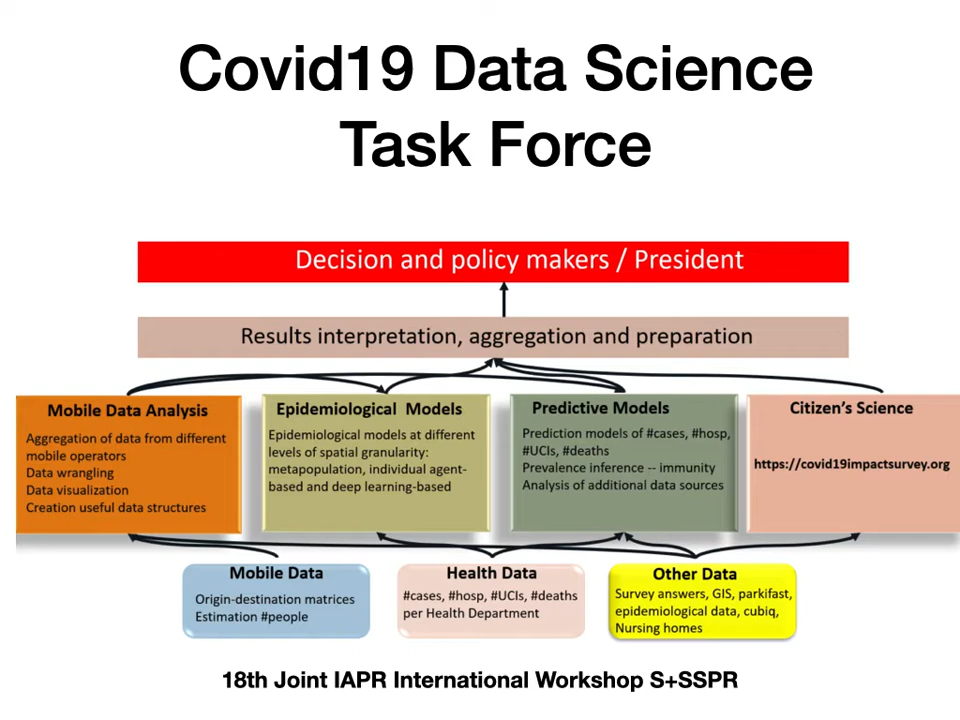 Covid19 Data Science
Task Force
Decision and policy makers / President
Results interpretation, aggregation and preparation
Mobile Data Analysis
Aggregation of data from different
mobile operators
Data wrangling
Data visualization
Creation useful data structures
Epidemiological Models
Epidemiological models at different
levels of spatial granularity:
metapopulation, individual agent-
based and deep learning-based
Predictive Models
Prediction models of #cases, #hosp,
#UCIs, #deaths
Prevalence inference -- immunity
Analysis of additional data sources
Citizen's Science
https://covid19impactsurvey.org
Mobile Data
Origin-destination matrices
Estimation #people
Health Data
#cases, #hosp, #UCIs, #deaths
per Health Department
Other Data
Survey answers, GIS, parkifast,
epidemiological data, cubiq,
Nursing homes
18th Joint IAPR International Workshop S+SSPR